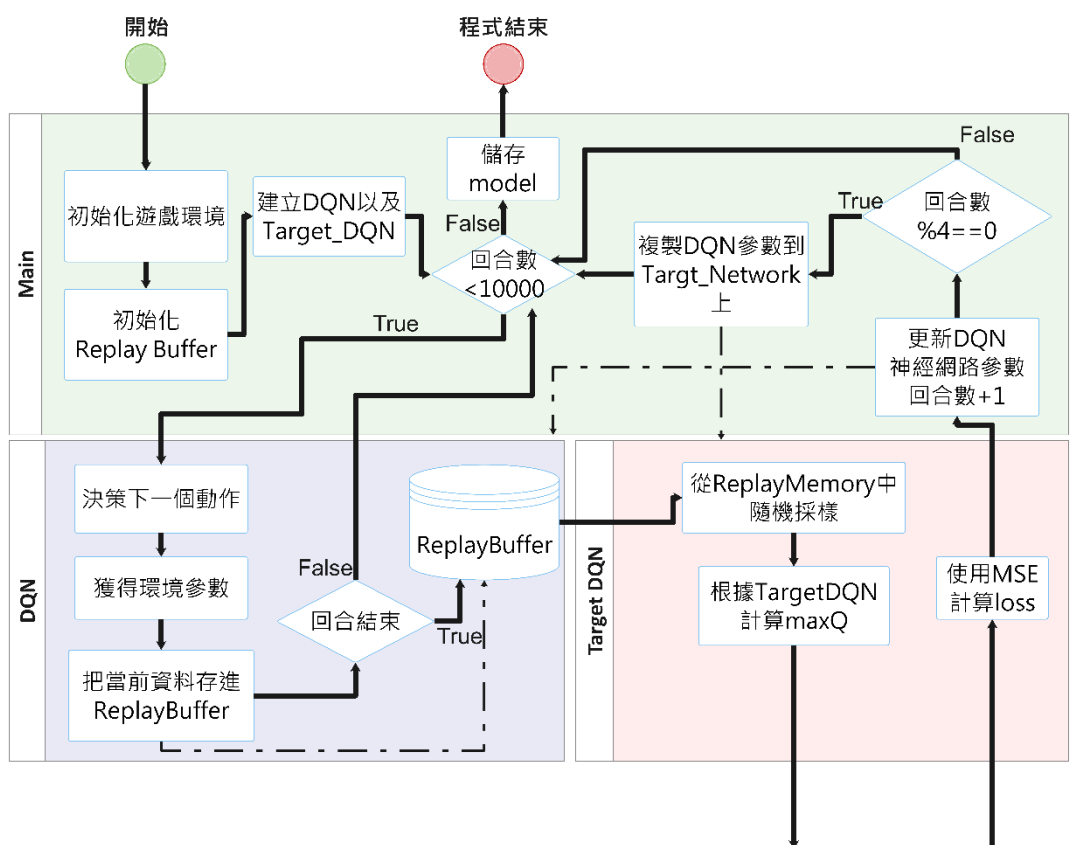 開始
程式結束
Main
初始化遊戲環境
初始化
Replay Buffer
建立DQN以及
Target_DQN
儲存
model
False
回合數
<10000
True
複製DQN參數到
Targt_Network
上
True
False
回合數
%4==0
更新DQN
神經網路參數
回合數+1
DQN
決策下一個動作
獲得環境參數
把當前資料存進
ReplayBuffer
False
回合結束
True
ReplayBuffer
Target DQN
從ReplayMemory中
隨機採樣
根據TargetDQN
計算maxQ
使用MSE
計算loss